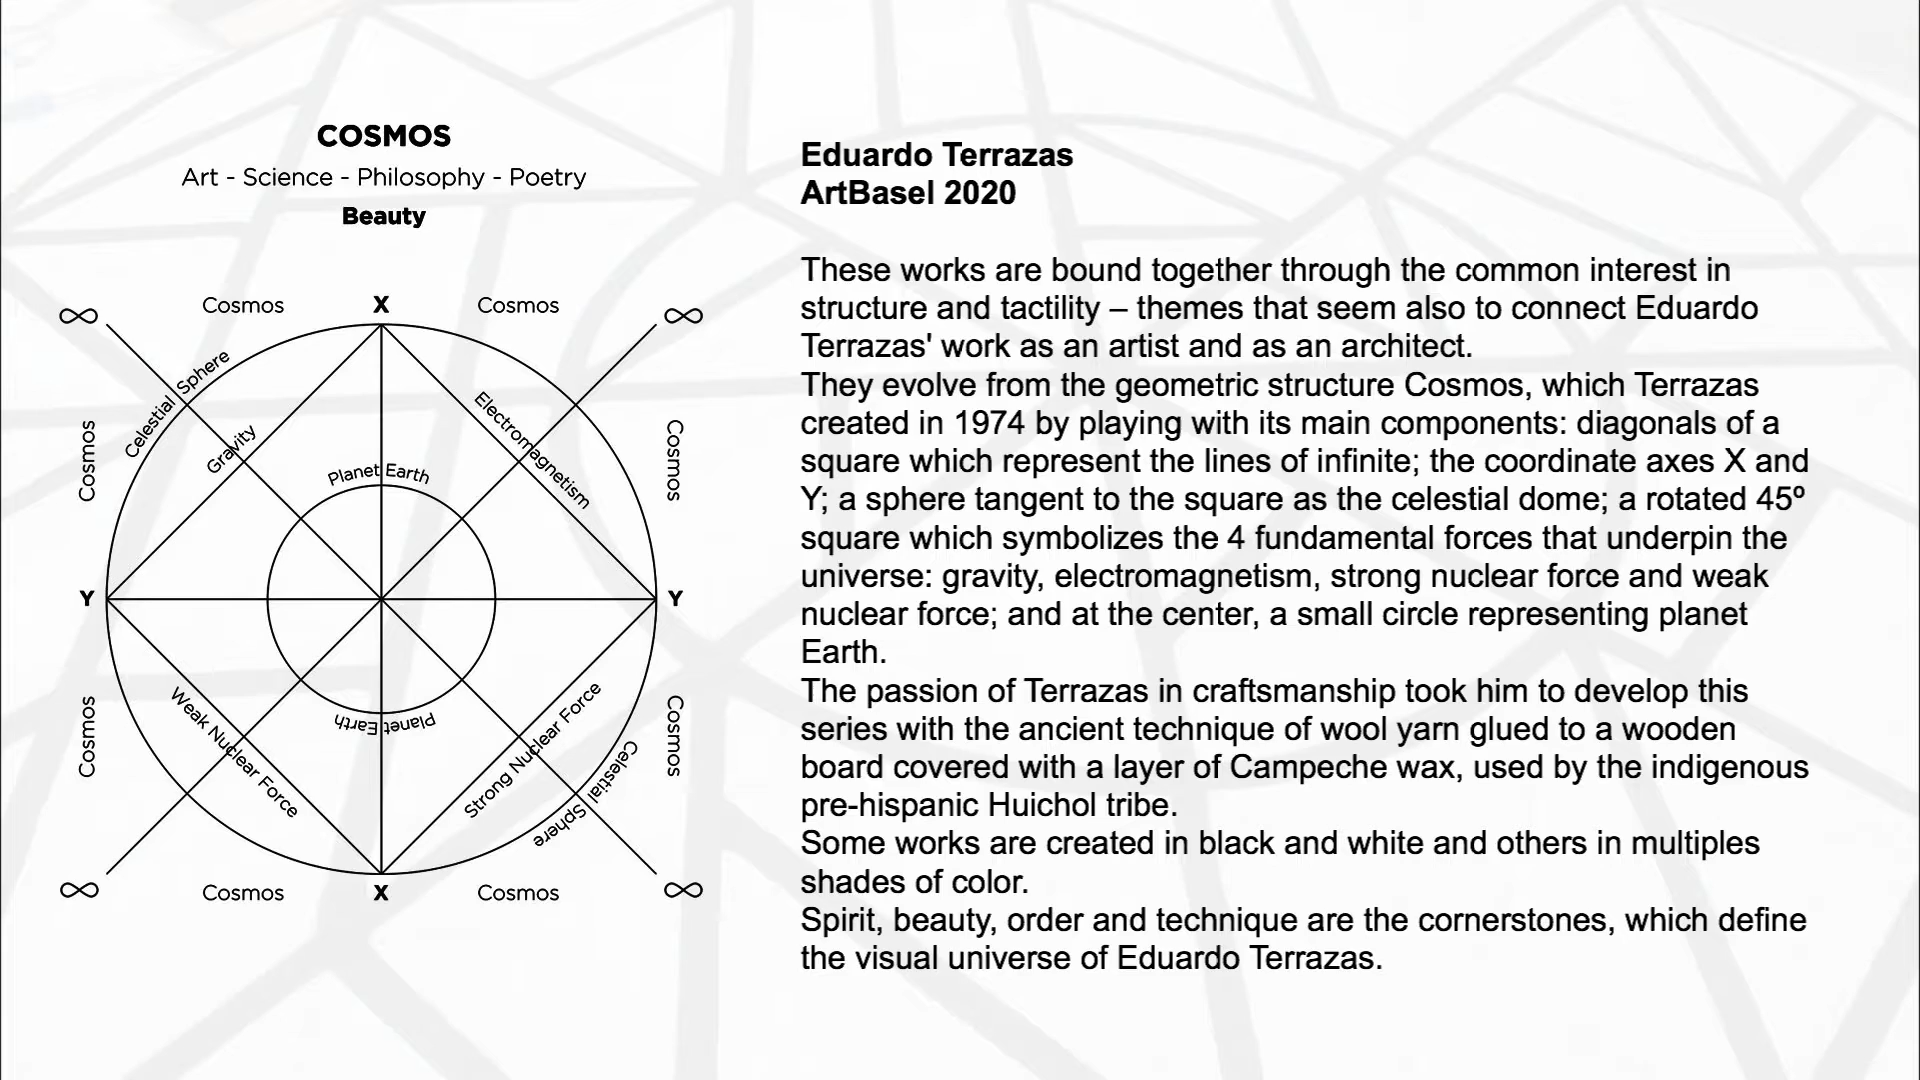 COSMOS
Art - Science - Philosophy - Poetry
Beauty
∞ Cosmos X Cosmos ∞
Celestial Sphere
Gravity
Electromagnetism
Cosmos
Cosmos
Planet Earth
Y Y
Planet Earth
Weak Nuclear Force
Strong Nuclear Force
Celestial Sphere
Cosmos
Cosmos
∞ Cosmos X Cosmos ∞
Eduardo Terrazas
ArtBasel 2020
These works are bound together through the common interest in
structure and tactility – themes that seem also to connect Eduardo
Terrazas' work as an artist and as an architect.
They evolve from the geometric structure Cosmos, which Terrazas
created in 1974 by playing with its main components: diagonals of a
square which represent the lines of infinite; the coordinate axes X and
Y; a sphere tangent to the square as the celestial dome; a rotated 45º
square which symbolizes the 4 fundamental forces that underpin the
universe: gravity, electromagnetism, strong nuclear force and weak
nuclear force; and at the center, a small circle representing planet
Earth.
The passion of Terrazas in craftsmanship took him to develop this
series with the ancient technique of wool yarn glued to a wooden
board covered with a layer of Campeche wax, used by the indigenous
pre-hispanic Huichol tribe.
Some works are created in black and white and others in multiples
shades of color.
Spirit, beauty, order and technique are the cornerstones, which define
the visual universe of Eduardo Terrazas.